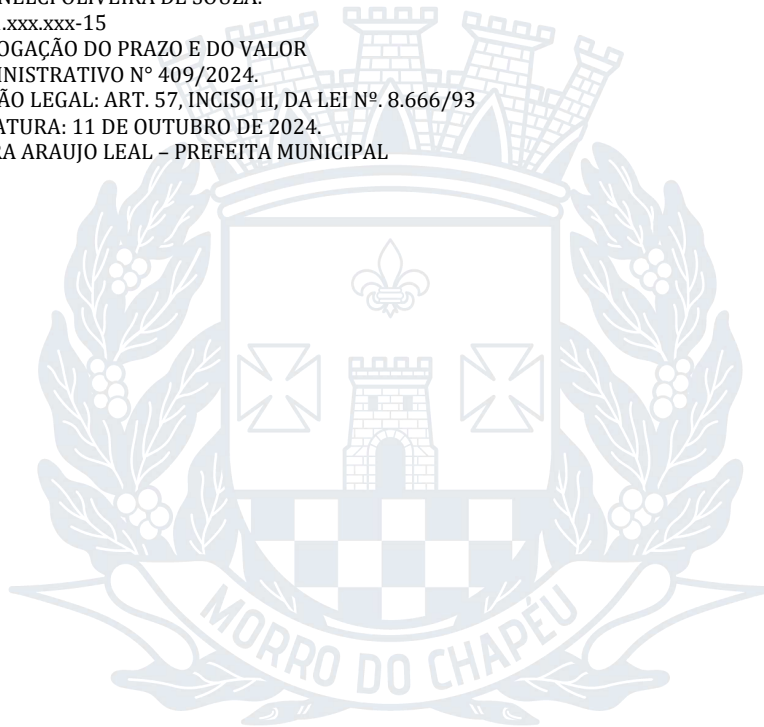 NELCI OLIVEIRA DE SOUZA.
.xxx.xxx-15
OGAÇÃO DO PRAZO E DO VALOR
INISTRATIVO N° 409/2024.
ÃO LEGAL: ART. 57, INCISO II, DA LEI Nº. 8.666/93
ATURA: 11 DE OUTUBRO DE 2024.
RA ARAUJO LEAL – PREFEITA MUNICIPAL
MORRO DO CHAPÉU